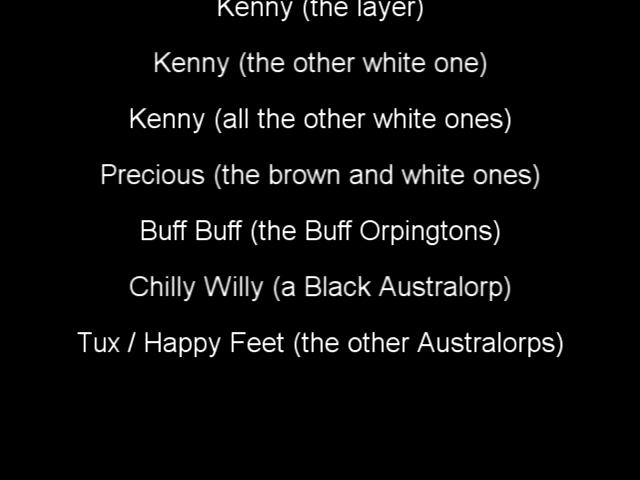 Kenny (the layer)
Kenny (the other white one)
Kenny (all the other white ones)
Precious (the brown and white ones)
Buff Buff (the Buff Orpingtons)
Chilly Willy (a Black Australorp)
Tux / Happy Feet (the other Australorps)